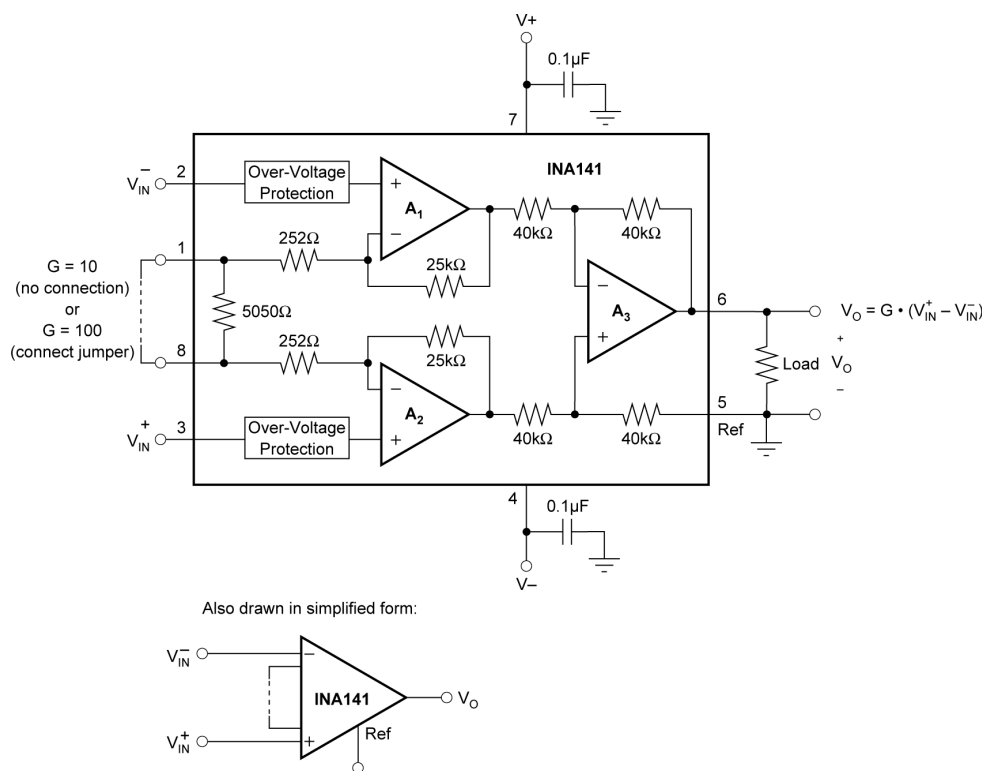 V+
0.1µF
7
INA141
V̅IN 2
Over-Voltage
Protection
+
A1
−
40kΩ
40kΩ
1
252Ω
25kΩ
G = 10
(no connection)
or
G = 100
(connect jumper)
5050Ω
−
A3
+
6
VO = G • (V+IN – V−IN)
Load
+
VO
−
8
252Ω
25kΩ
−
A2
+
40kΩ
40kΩ
5
Ref
V+IN 3
Over-Voltage
Protection
4
0.1µF
V–
Also drawn in simplified form:
V−IN
−
INA141
VO
V+IN
+
Ref